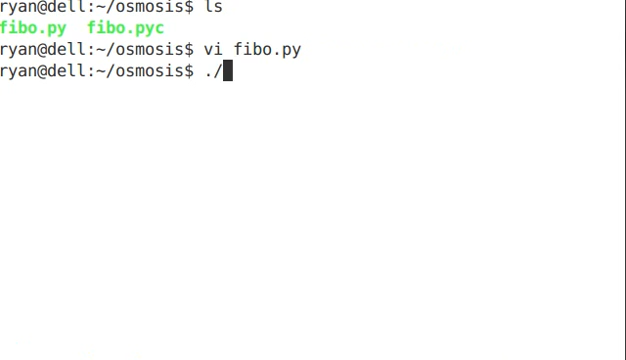 ryan@dell:~/osmosis$ ls
fibo.py  fibo.pyc
ryan@dell:~/osmosis$ vi fibo.py
ryan@dell:~/osmosis$ ./